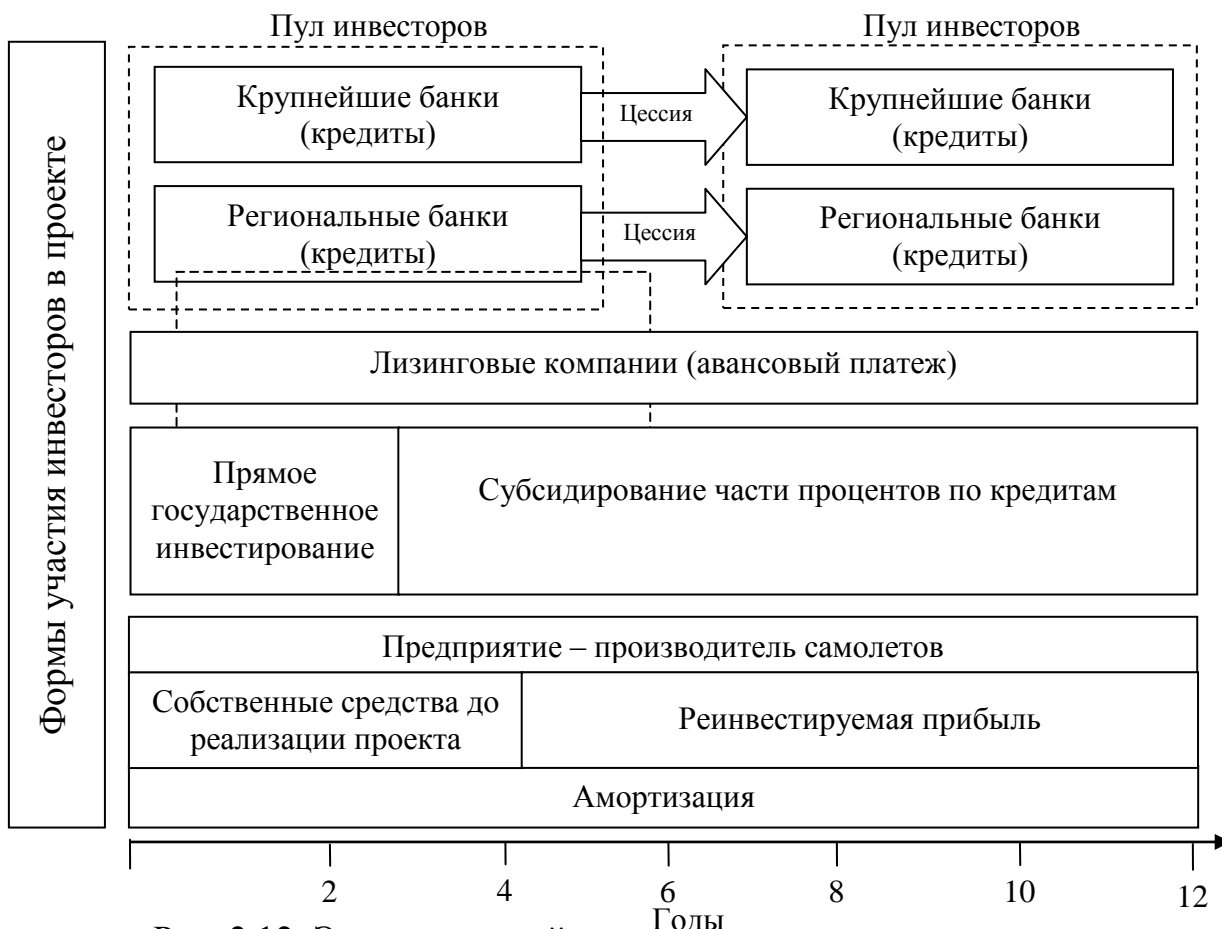 Пул инвесторов
Пул инвесторов
Формы участия инвесторов в проекте
Крупнейшие банки
(кредиты)
Цессия
Крупнейшие банки
(кредиты)
Региональные банки
(кредиты)
Цессия
Региональные банки
(кредиты)
Лизинговые компании (авансовый платеж)
Прямое
государственное
инвестирование
Субсидирование части процентов по кредитам
Предприятие – производитель самолетов
Собственные средства до
реализации проекта
Реинвестируемая прибыль
Амортизация
2 4 6 8 10 12
Годы